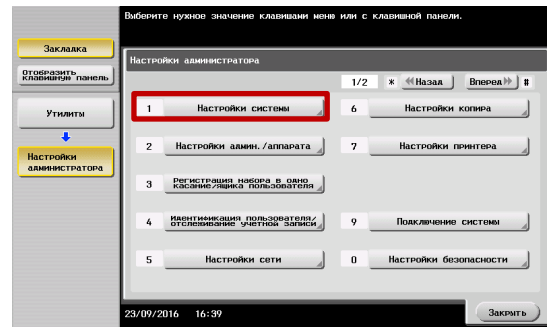 Выберите нужное значение клавишами меню или с клавишной панели.
Закладка
Отобразить
клавишную панель
Утилиты
Настройки
администратора
Настройки администратора
1/2 * Назад Вперед #
1 Настройки системы
6 Настройки копира
2 Настройки админ./аппарата
7 Настройки принтера
3 Регистрация набора в одно
касание/ящика пользователя
4 Идентификация пользователя/
отслеживание учетной записи
9 Подключение системы
5 Настройки сети
0 Настройки безопасности
23/09/2016 16:39
Закрыть